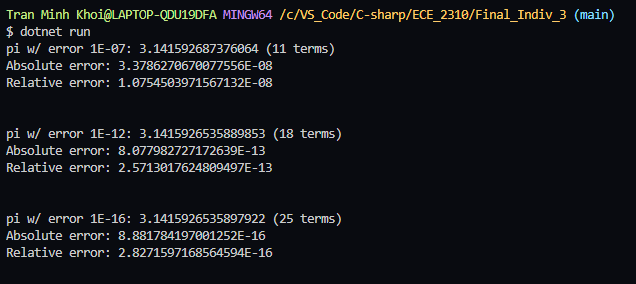 Tran Minh Khoi@LAPTOP-QDU19DFA MINGW64 /c/VS_Code/C-sharp/ECE_2310/Final_Indiv_3 (main)
$ dotnet run
pi w/ error 1E-07: 3.141592687376064 (11 terms)
Absolute error: 3.3786270670077556E-08
Relative error: 1.0754503971567132E-08
pi w/ error 1E-12: 3.1415926535889853 (18 terms)
Absolute error: 8.077982727172639E-13
Relative error: 2.5713017624809497E-13
pi w/ error 1E-16: 3.1415926535897922 (25 terms)
Absolute error: 8.881784197001252E-16
Relative error: 2.8271597168564594E-16